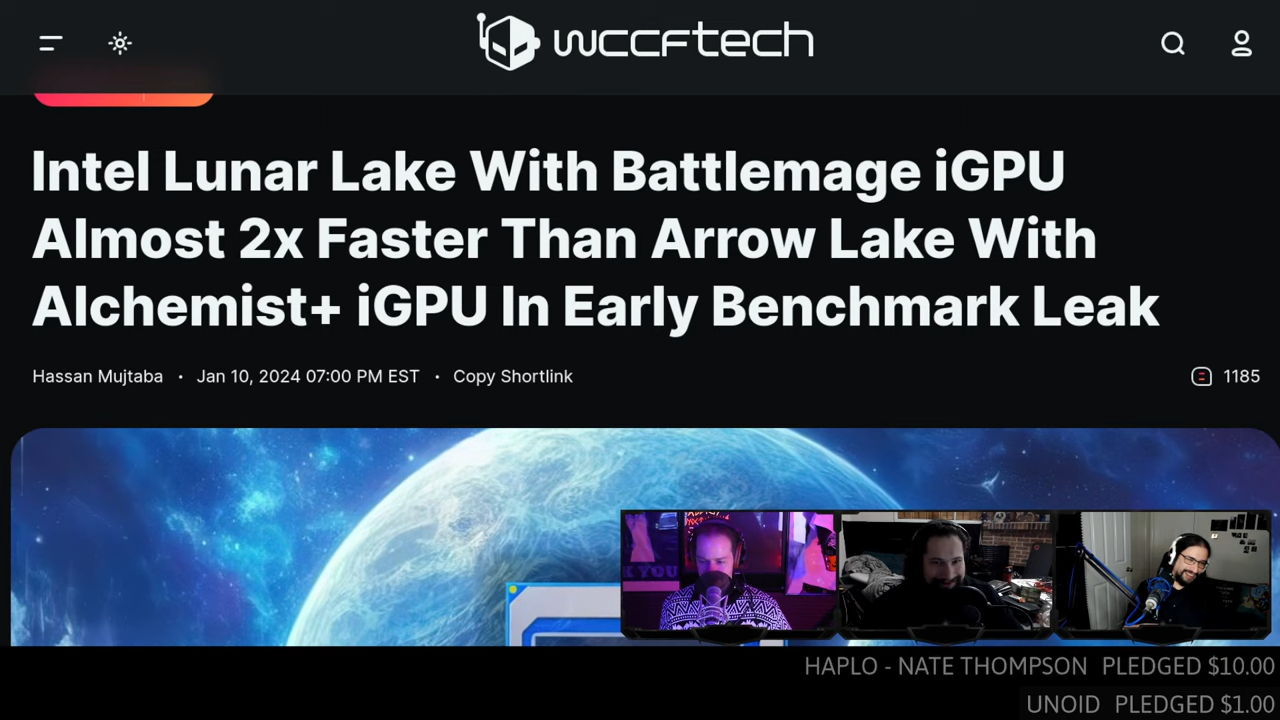 wccftech
Intel Lunar Lake With Battlemage iGPU
Almost 2x Faster Than Arrow Lake With
Alchemist+ iGPU In Early Benchmark Leak
Hassan Mujtaba • Jan 10, 2024 07:00 PM EST • Copy Shortlink
1185
K YOU
HAPLO - NATE THOMPSON PLEDGED $10.00
UNOID PLEDGED $1.00